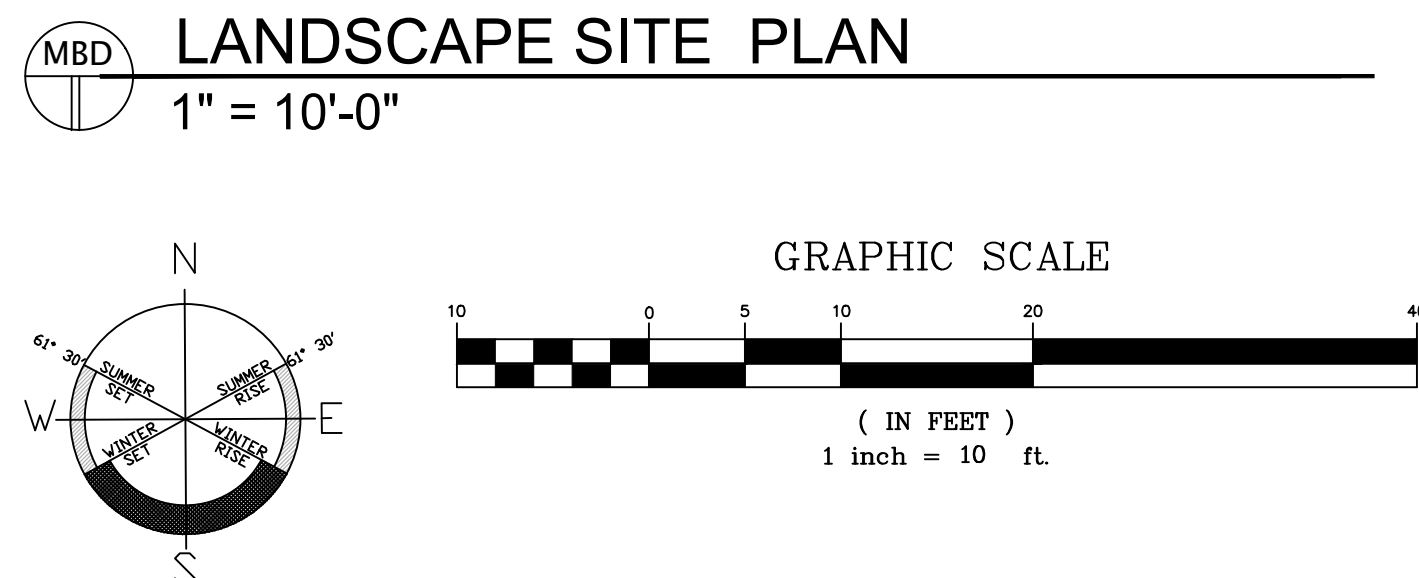 MBD
LANDSCAPE SITE PLAN
1" = 10'-0"
N
61° 30'
61° 30'
SUMMER
SET
SUMMER
RISE
W
E
WINTER
SET
WINTER
RISE
S
GRAPHIC SCALE
10 0 5 10 20 40
( IN FEET )
1 inch = 10 ft.